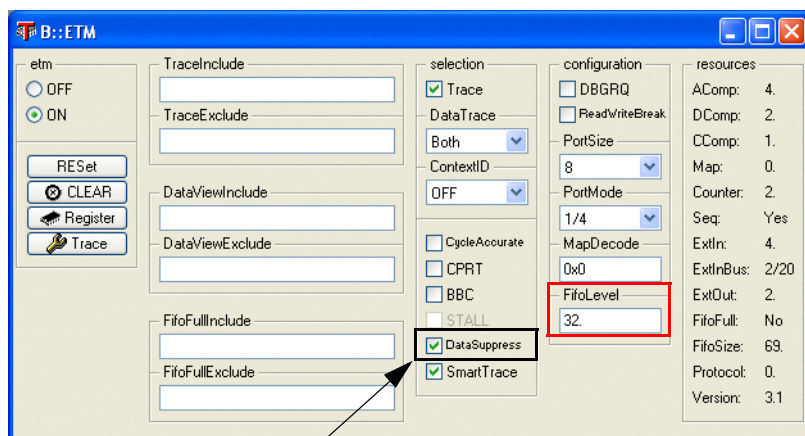 B::ETM
etm
OFF
ON
RESet
CLEAR
Register
Trace
TraceInclude
TraceExclude
DataViewInclude
DataViewExclude
FifoFullInclude
FifoFullExclude
selection
Trace
DataTrace
Both
ContextID
OFF
CycleAccurate
CPRT
BBC
STALL
DataSuppress
SmartTrace
configuration
DBGRQ
ReadWriteBreak
PortSize
8
PortMode
1/4
MapDecode
0x0
FifoLevel
32.
resources
AComp: 4.
DComp: 2.
CComp: 1.
Map: 0.
Counter: 2.
Seq: Yes
ExtIn: 4.
ExtInBus: 2/20
ExtOut: 2.
FifoFull: No
FifoSize: 69.
Protocol: 0.
Version: 3.1